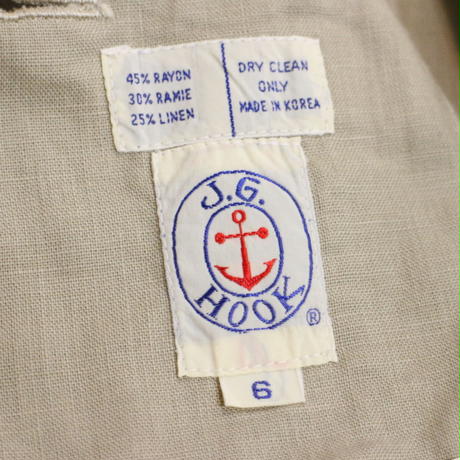 45% RAYON
30% RAMIE
25% LINEN
DRY CLEAN
ONLY
MADE IN KOREA
J.G.
HOOK
®
6